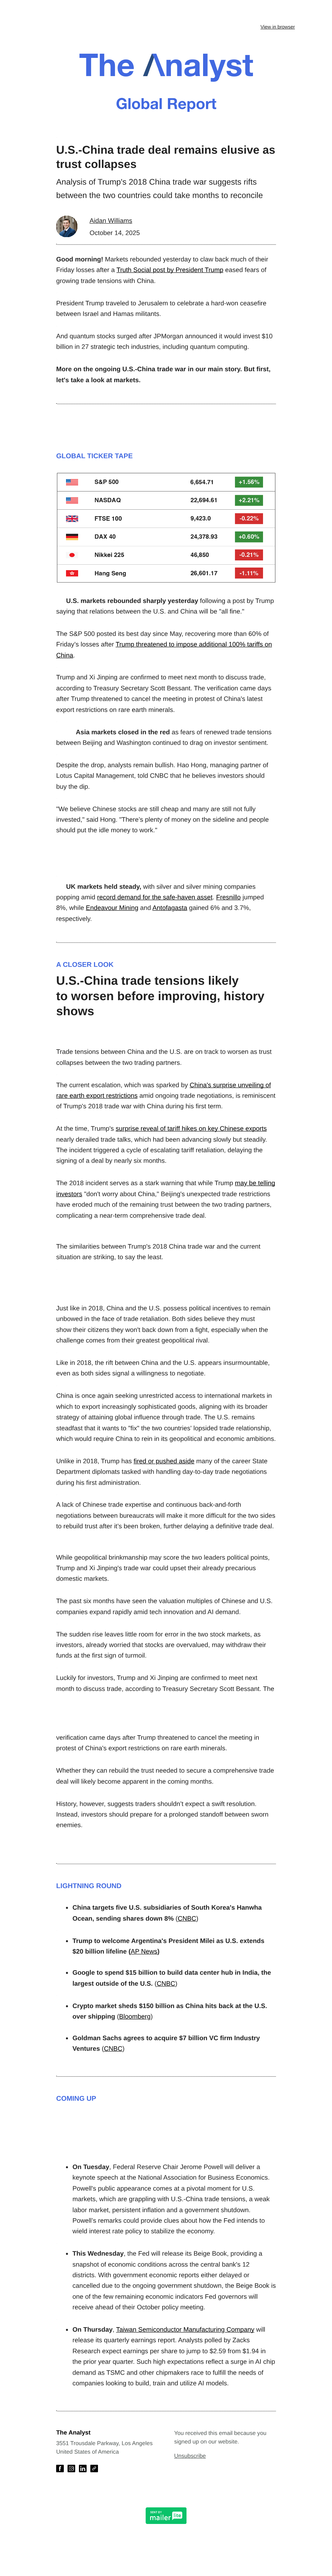 View in browser
The Analyst
Global Report
U.S.-China trade deal remains elusive as
trust collapses
Analysis of Trump's 2018 China trade war suggests rifts
between the two countries could take months to reconcile
Aidan Williams
October 14, 2025
Good morning! Markets rebounded yesterday to claw back much of their
Friday losses after a Truth Social post by President Trump eased fears of
growing trade tensions with China.
President Trump traveled to Jerusalem to celebrate a hard-won ceasefire
between Israel and Hamas militants.
And quantum stocks surged after JPMorgan announced it would invest $10
billion in 27 strategic tech industries, including quantum computing.
More on the ongoing U.S.-China trade war in our main story. But first,
let's take a look at markets.
GLOBAL TICKER TAPE
S&P 500 6,654.71 +1.56%
NASDAQ 22,694.61 +2.21%
FTSE 100 9,423.0 -0.22%
DAX 40 24,378.93 +0.60%
Nikkei 225 46,850 -0.21%
Hang Seng 26,601.17 -1.11%
U.S. markets rebounded sharply yesterday following a post by Trump
saying that relations between the U.S. and China will be "all fine."
The S&P 500 posted its best day since May, recovering more than 60% of
Friday's losses after Trump threatened to impose additional 100% tariffs on
China.
Trump and Xi Jinping are confirmed to meet next month to discuss trade,
according to Treasury Secretary Scott Bessant. The verification came days
after Trump threatened to cancel the meeting in protest of China's latest
export restrictions on rare earth minerals.
Asia markets closed in the red as fears of renewed trade tensions
between Beijing and Washington continued to drag on investor sentiment.
Despite the drop, analysts remain bullish. Hao Hong, managing partner of
Lotus Capital Management, told CNBC that he believes investors should
buy the dip.
"We believe Chinese stocks are still cheap and many are still not fully
invested," said Hong. "There's plenty of money on the sideline and people
should put the idle money to work."
UK markets held steady, with silver and silver mining companies
popping amid record demand for the safe-haven asset. Fresnillo jumped
8%, while Endeavour Mining and Antofagasta gained 6% and 3.7%,
respectively.
A CLOSER LOOK
U.S.-China trade tensions likely
to worsen before improving, history
shows
Trade tensions between China and the U.S. are on track to worsen as trust
collapses between the two trading partners.
The current escalation, which was sparked by China's surprise unveiling of
rare earth export restrictions amid ongoing trade negotiations, is reminiscent
of Trump's 2018 trade war with China during his first term.
At the time, Trump's surprise reveal of tariff hikes on key Chinese exports
nearly derailed trade talks, which had been advancing slowly but steadily.
The incident triggered a cycle of escalating tariff retaliation, delaying the
signing of a deal by nearly six months.
The 2018 incident serves as a stark warning that while Trump may be telling
investors "don't worry about China," Beijing's unexpected trade restrictions
have eroded much of the remaining trust between the two trading partners,
complicating a near-term comprehensive trade deal.
The similarities between Trump's 2018 China trade war and the current
situation are striking, to say the least.
Just like in 2018, China and the U.S. possess political incentives to remain
unbowed in the face of trade retaliation. Both sides believe they must
show their citizens they won't back down from a fight, especially when the
challenge comes from their greatest geopolitical rival.
Like in 2018, the rift between China and the U.S. appears insurmountable,
even as both sides signal a willingness to negotiate.
China is once again seeking unrestricted access to international markets in
which to export increasingly sophisticated goods, aligning with its broader
strategy of attaining global influence through trade. The U.S. remains
steadfast that it wants to "fix" the two countries' lopsided trade relationship,
which would require China to rein in its geopolitical and economic ambitions.
Unlike in 2018, Trump has fired or pushed aside many of the career State
Department diplomats tasked with handling day-to-day trade negotiations
during his first administration.
A lack of Chinese trade expertise and continuous back-and-forth
negotiations between bureaucrats will make it more difficult for the two sides
to rebuild trust after it's been broken, further delaying a definitive trade deal.
While geopolitical brinkmanship may score the two leaders political points,
Trump and Xi Jinping's trade war could upset their already precarious
domestic markets.
The past six months have seen the valuation multiples of Chinese and U.S.
companies expand rapidly amid tech innovation and AI demand.
The sudden rise leaves little room for error in the two stock markets, as
investors, already worried that stocks are overvalued, may withdraw their
funds at the first sign of turmoil.
Luckily for investors, Trump and Xi Jinping are confirmed to meet next
month to discuss trade, according to Treasury Secretary Scott Bessant. The
verification came days after Trump threatened to cancel the meeting in
protest of China's export restrictions on rare earth minerals.
Whether they can rebuild the trust needed to secure a comprehensive trade
deal will likely become apparent in the coming months.
History, however, suggests traders shouldn't expect a swift resolution.
Instead, investors should prepare for a prolonged standoff between sworn
enemies.
LIGHTNING ROUND
• China targets five U.S. subsidiaries of South Korea's Hanwha
Ocean, sending shares down 8% (CNBC)
• Trump to welcome Argentina's President Milei as U.S. extends
$20 billion lifeline (AP News)
• Google to spend $15 billion to build data center hub in India, the
largest outside of the U.S. (CNBC)
• Crypto market sheds $150 billion as China hits back at the U.S.
over shipping (Bloomberg)
• Goldman Sachs agrees to acquire $7 billion VC firm Industry
Ventures (CNBC)
COMING UP
• On Tuesday, Federal Reserve Chair Jerome Powell will deliver a
keynote speech at the National Association for Business Economics.
Powell's public appearance comes at a pivotal moment for U.S.
markets, which are grappling with U.S.-China trade tensions, a weak
labor market, persistent inflation and a government shutdown.
Powell's remarks could provide clues about how the Fed intends to
wield interest rate policy to stabilize the economy.
• This Wednesday, the Fed will release its Beige Book, providing a
snapshot of economic conditions across the central bank's 12
districts. With government economic reports either delayed or
cancelled due to the ongoing government shutdown, the Beige Book is
one of the few remaining economic indicators Fed governors will
receive ahead of their October policy meeting.
• On Thursday, Taiwan Semiconductor Manufacturing Company will
release its quarterly earnings report. Analysts polled by Zacks
Research expect earnings per share to jump to $2.59 from $1.94 in
the prior year quarter. Such high expectations reflect a surge in AI chip
demand as TSMC and other chipmakers race to fulfill the needs of
companies looking to build, train and utilize AI models.
The Analyst
3551 Trousdale Parkway, Los Angeles
United States of America
You received this email because you
signed up on our website.
Unsubscribe
SENT BY
mailer lite